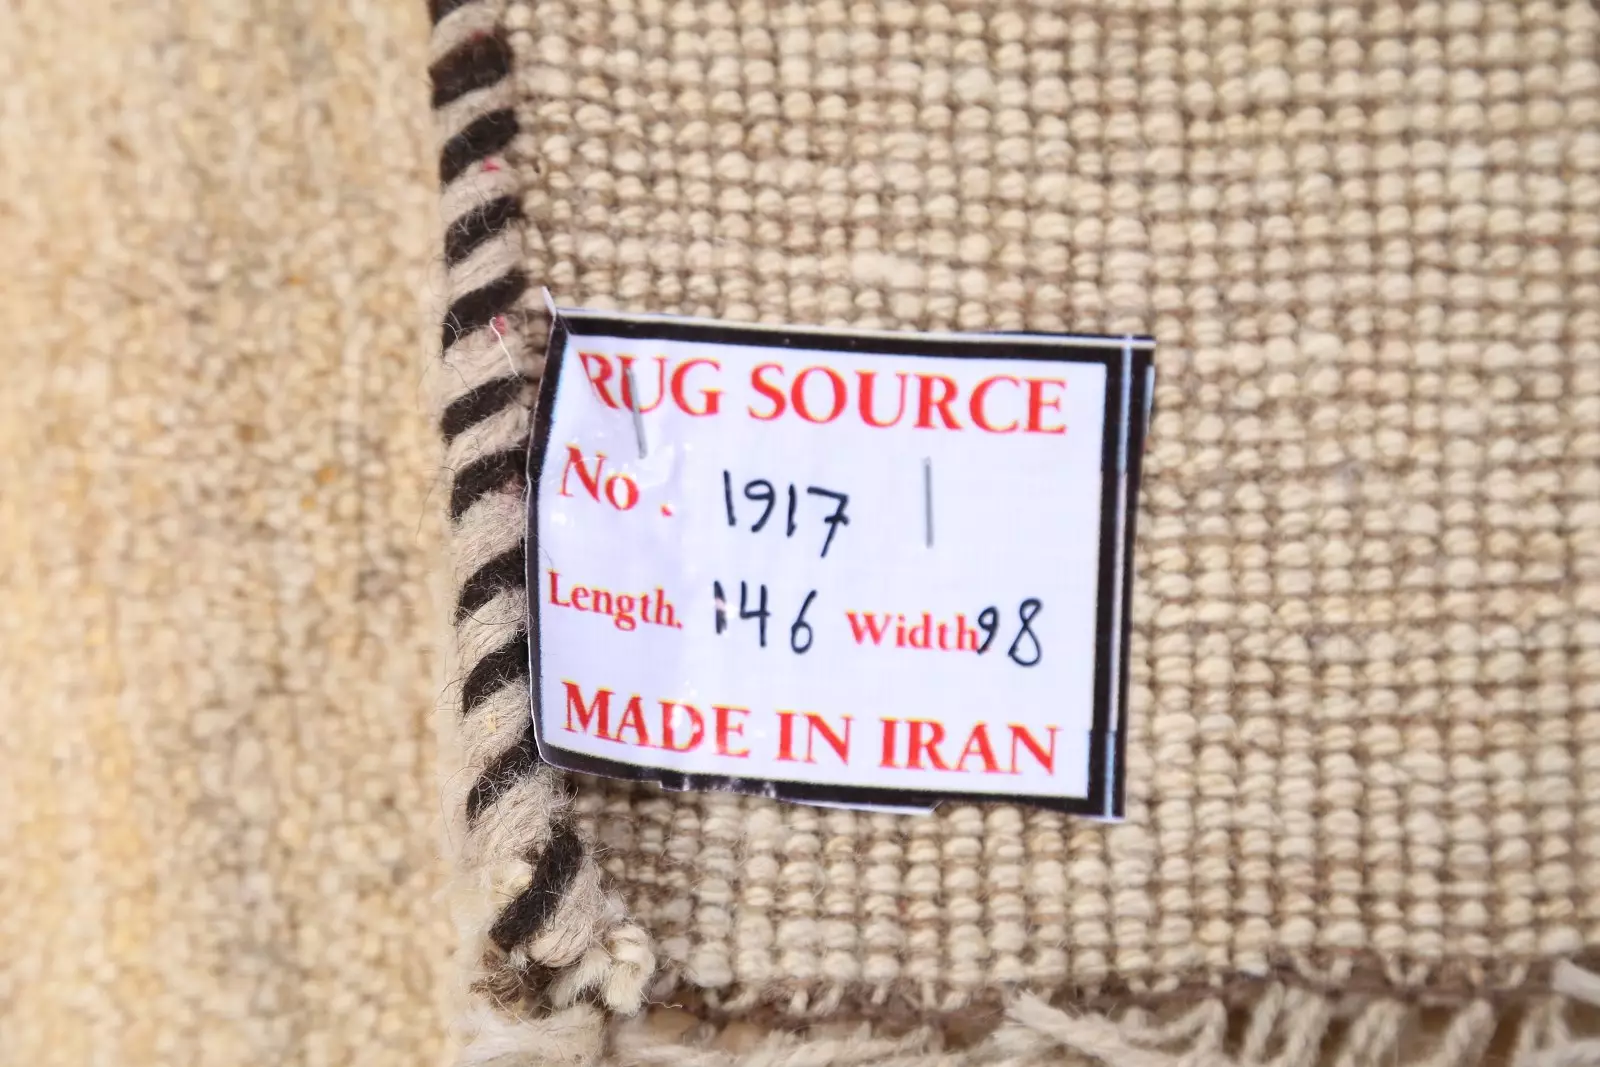 RUG SOURCE
No. 1917
Length. 146 Width 98
MADE IN IRAN